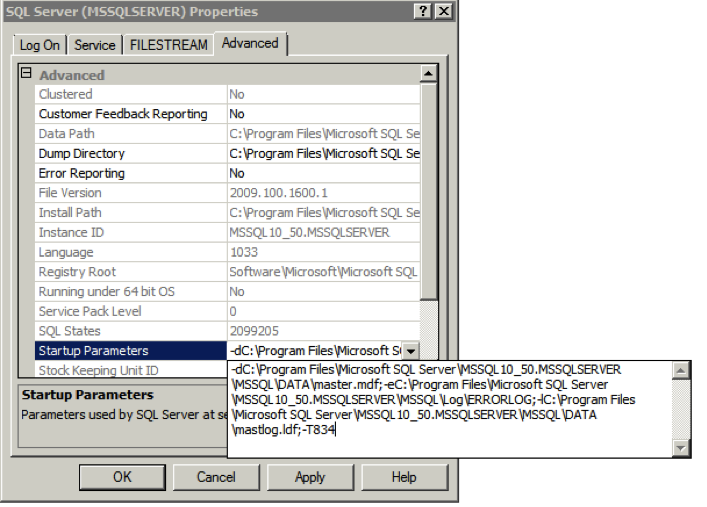 SQL Server (MSSQLSERVER) Properties
Log On Service FILESTREAM Advanced
Advanced
Clustered No
Customer Feedback Reporting No
Data Path C:\Program Files\Microsoft SQL Se
Dump Directory C:\Program Files\Microsoft SQL Se
Error Reporting No
File Version 2009.100.1600.1
Install Path C:\Program Files\Microsoft SQL Se
Instance ID MSSQL10_50.MSSQLSERVER
Language 1033
Registry Root Software\Microsoft\Microsoft SQL
Running under 64 bit OS No
Service Pack Level 0
SQL States 2099205
Startup Parameters -dC:\Program Files\Microsoft S
Stock Keeping Unit ID
-dC:\Program Files\Microsoft SQL Server\MSSQL10_50.MSSQLSERVER
\MSSQL\DATA\master.mdf;-eC:\Program Files\Microsoft SQL Server
\MSSQL10_50.MSSQLSERVER\MSSQL\Log\ERRORLOG;-lC:\Program Files
\Microsoft SQL Server\MSSQL10_50.MSSQLSERVER\MSSQL\DATA
\mastlog.ldf;-T834
Startup Parameters
Parameters used by SQL Server at se
OK Cancel Apply Help